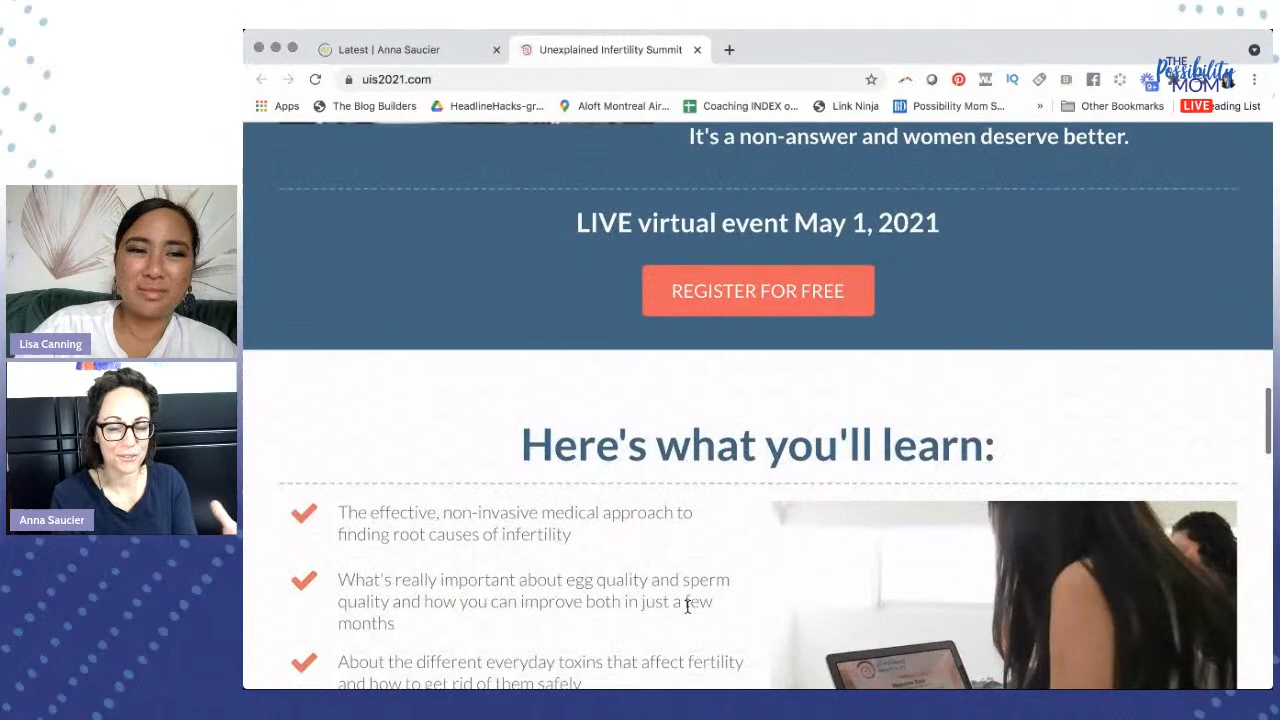 Latest | Anna Saucier
Unexplained Infertility Summit
uis2021.com
THE
Possibility
MOM
LIVE
Apps
The Blog Builders
HeadlineHacks-gr...
Aloft Montreal Air...
Coaching INDEX o...
Link Ninja
Possibility Mom S...
»
Other Bookmarks
eading List
It's a non-answer and women deserve better.
LIVE virtual event May 1, 2021
REGISTER FOR FREE
Lisa Canning
Anna Saucier
Here's what you'll learn:
The effective, non-invasive medical approach to
finding root causes of infertility
What's really important about egg quality and sperm
quality and how you can improve both in just a few
months
About the different everyday toxins that affect fertility
and how to get rid of them safely